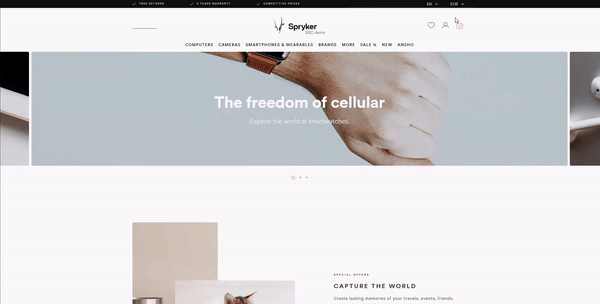 FREE RETURNS 2 YEARS WARRANTY COMPETITIVE PRICES EN EUR
Spryker
B2C demo
COMPUTERS CAMERAS SMARTPHONES & WEARABLES BRANDS MORE SALE % NEW ANSHO
The freedom of cellular
Explore the world of smartwatches.
SPECIAL OFFERS
CAPTURE THE WORLD
Create lasting memories of your travels, events, friends,